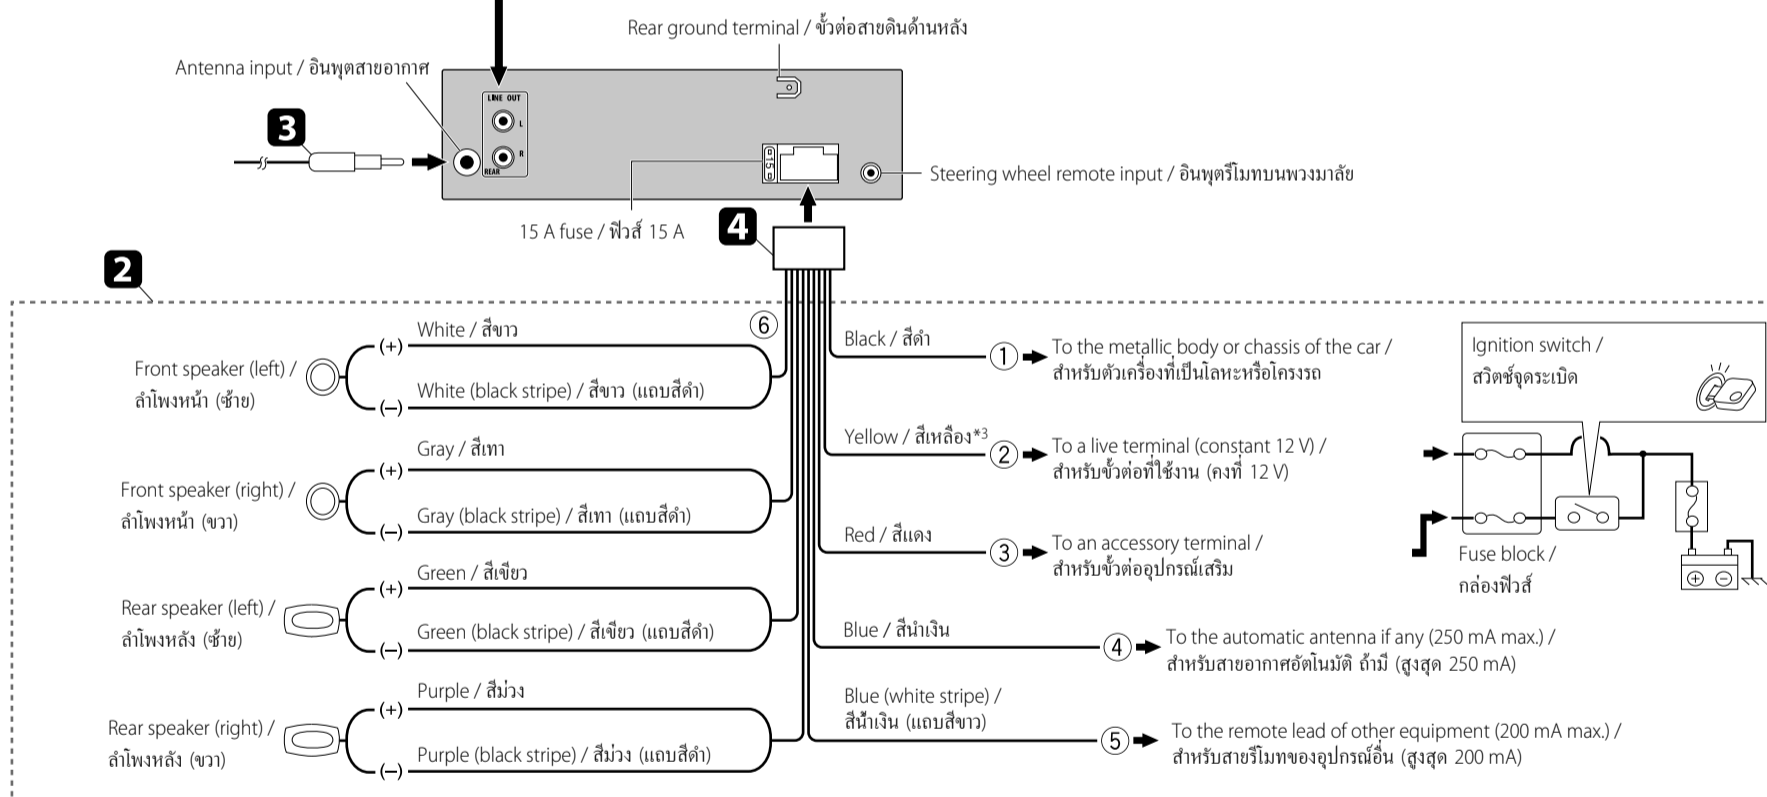 Rear ground terminal / ขั้วต่อสายดินด้านหลัง
Antenna input / อินพุตสายอากาศ
LINE OUT
L
R
REAR
3
15
Steering wheel remote input / อินพุตรีโมทบนพวงมาลัย
15 A fuse / ฟิวส์ 15 A
4
2
6
White / สีขาว
(+)
Front speaker (left) /
ลำโพงหน้า (ซ้าย)
White (black stripe) / สีขาว (แถบสีดำ)
(–)
Gray / สีเทา
(+)
Front speaker (right) /
ลำโพงหน้า (ขวา)
Gray (black stripe) / สีเทา (แถบสีดำ)
(–)
Green / สีเขียว
(+)
Rear speaker (left) /
ลำโพงหลัง (ซ้าย)
Green (black stripe) / สีเขียว (แถบสีดำ)
(–)
Purple / สีม่วง
(+)
Rear speaker (right) /
ลำโพงหลัง (ขวา)
Purple (black stripe) / สีม่วง (แถบสีดำ)
(–)
Black / สีดำ
1
To the metallic body or chassis of the car /
สำหรับตัวเครื่องที่เป็นโลหะหรือโครงรถ
Yellow / สีเหลือง*3
2
To a live terminal (constant 12 V) /
สำหรับขั้วต่อที่ใช้งาน (คงที่ 12 V)
Red / สีแดง
3
To an accessory terminal /
สำหรับขั้วต่ออุปกรณ์เสริม
Blue / สีน้ำเงิน
4
To the automatic antenna if any (250 mA max.) /
สำหรับสายอากาศอัตโนมัติ ถ้ามี (สูงสุด 250 mA)
Blue (white stripe) /
สีน้ำเงิน (แถบสีขาว)
5
To the remote lead of other equipment (200 mA max.) /
สำหรับสายรีโมทของอุปกรณ์อื่น (สูงสุด 200 mA)
Ignition switch /
สวิตช์จุดระเบิด
Fuse block /
กล่องฟิวส์
+ –